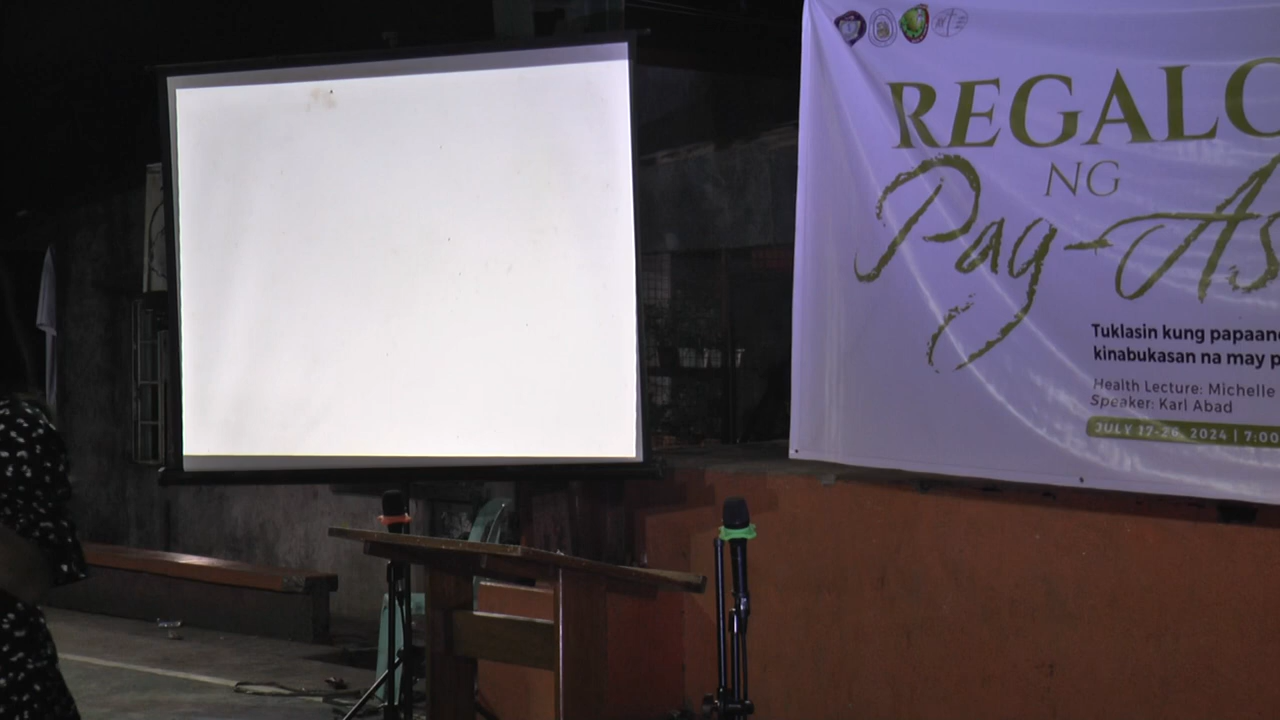 REGALO
NG
Pag-As
Tuklasin kung papaano
kinabukasan na may p
Health Lecture: Michelle
Speaker: Karl Abad
JULY 17-26, 2024 | 7:00